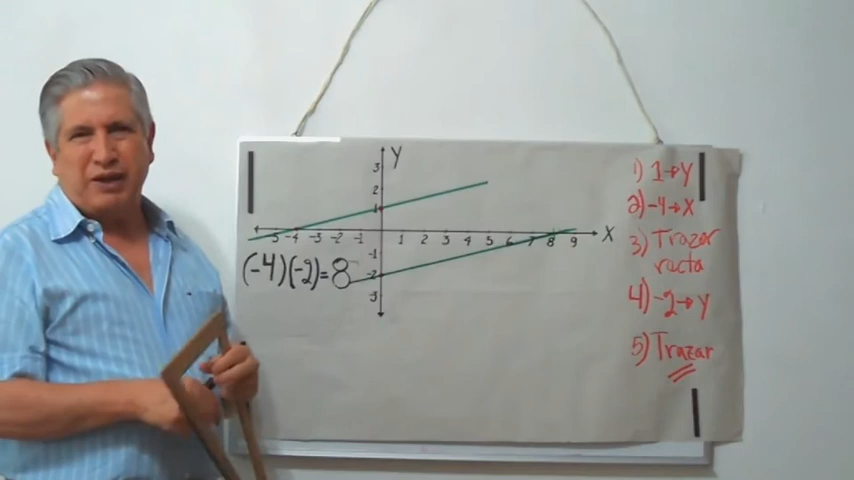 Y
3
2
1
-5 -4 -3 -2 -1 1 2 3 4 5 6 7 8 9 X
-1
(-4)(-2)=8
-2
-3
1) 1→Y
2) -4→X
3) Trazar
recta
4) -2→Y
5) Trazar